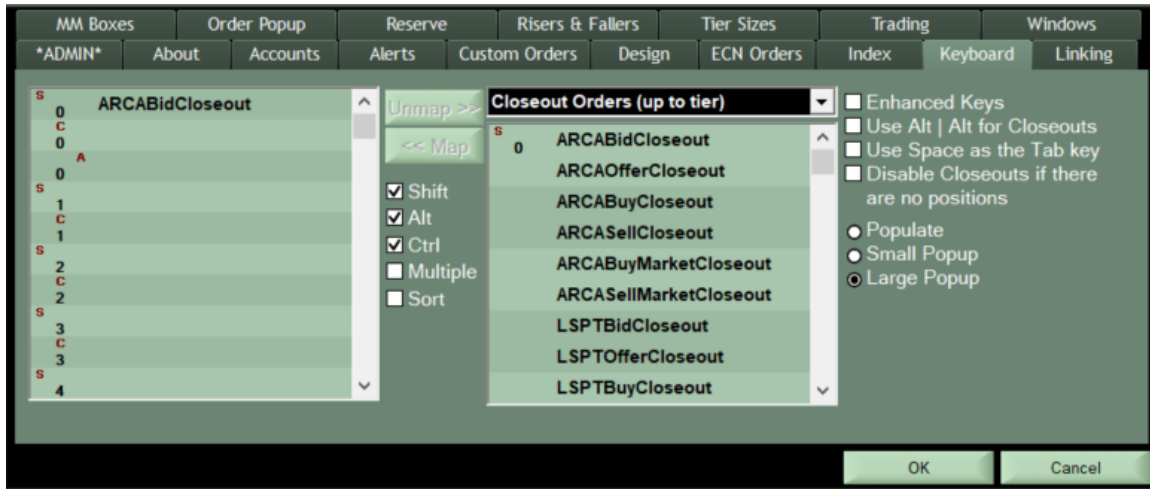 MM Boxes Order Popup Reserve Risers & Fallers Tier Sizes Trading Windows
*ADMIN* About Accounts Alerts Custom Orders Design ECN Orders Index Keyboard Linking
S
0 ARCABidCloseout
C
0
A
0
S
1
C
1
S
2
C
2
S
3
C
3
S
4
Unmap >>
<< Map
Shift
Alt
Ctrl
Multiple
Sort
Closeout Orders (up to tier)
S
0 ARCABidCloseout
ARCAOfferCloseout
ARCABuyCloseout
ARCASellCloseout
ARCABuyMarketCloseout
ARCASellMarketCloseout
LSPTBidCloseout
LSPTOfferCloseout
LSPTBuyCloseout
Enhanced Keys
Use Alt | Alt for Closeouts
Use Space as the Tab key
Disable Closeouts if there
are no positions
Populate
Small Popup
Large Popup
OK Cancel